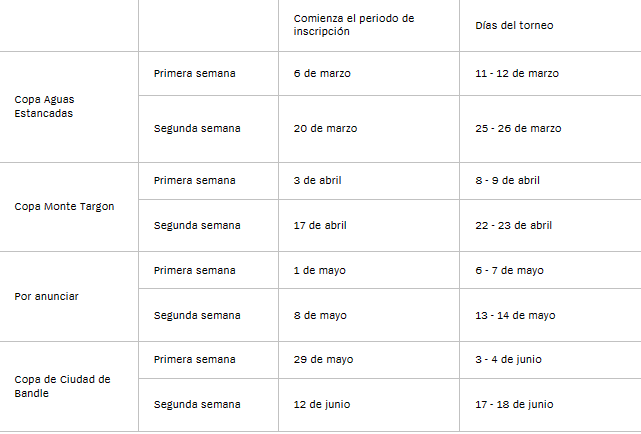 Comienza el periodo de
inscripción
Días del torneo
Copa Aguas
Estancadas
Primera semana
6 de marzo
11 - 12 de marzo
Segunda semana
20 de marzo
25 - 26 de marzo
Copa Monte Targon
Primera semana
3 de abril
8 - 9 de abril
Segunda semana
17 de abril
22 - 23 de abril
Por anunciar
Primera semana
1 de mayo
6 - 7 de mayo
Segunda semana
8 de mayo
13 - 14 de mayo
Copa de Ciudad de
Bandle
Primera semana
29 de mayo
3 - 4 de junio
Segunda semana
12 de junio
17 - 18 de junio